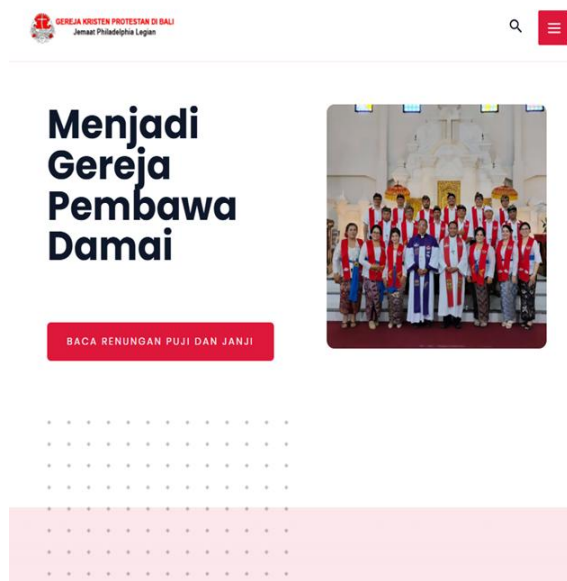 GEREJA KRISTEN PROTESTAN DI BALI
Jemaat Philadelphia Legian
Menjadi
Gereja
Pembawa
Damai
BACA RENUNGAN PUJI DAN JANJI